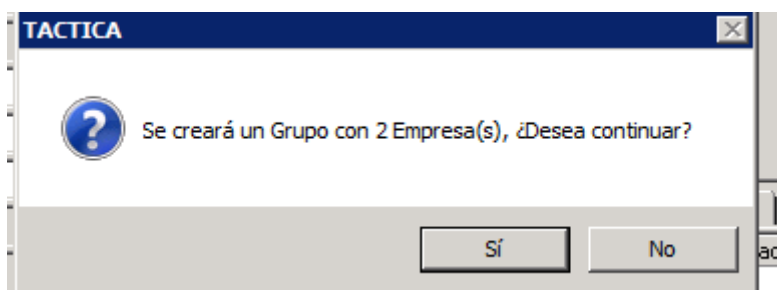 TACTICA
Se creará un Grupo con 2 Empresa(s), ¿Desea continuar?
Sí
No